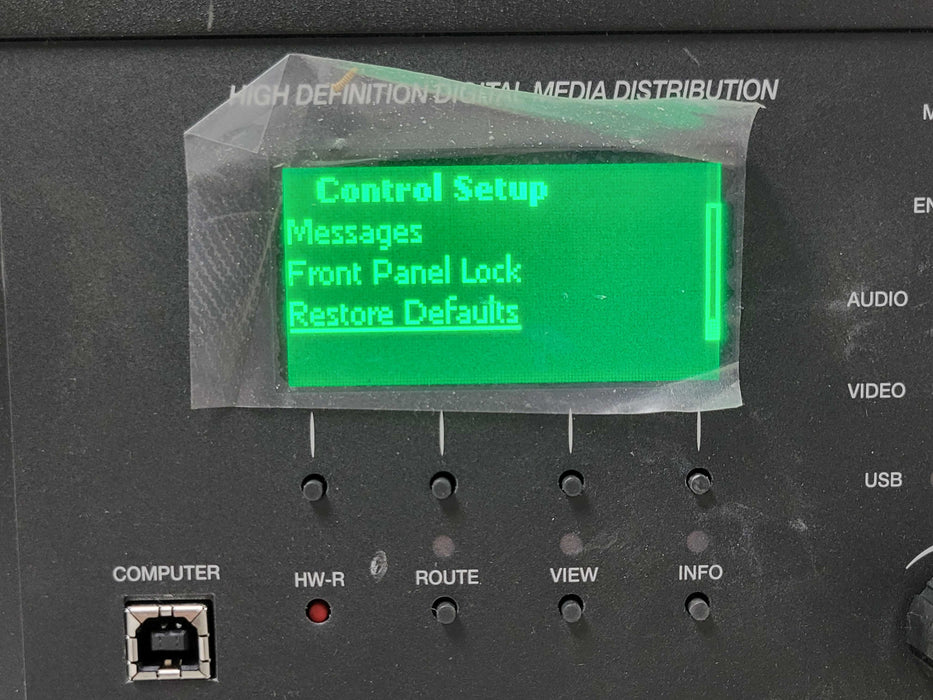 HIGH DEFINITION DIGITAL MEDIA DISTRIBUTION
Control Setup
Messages
Front Panel Lock
Restore Defaults
AUDIO
VIDEO
USB
COMPUTER
HW-R
ROUTE
VIEW
INFO